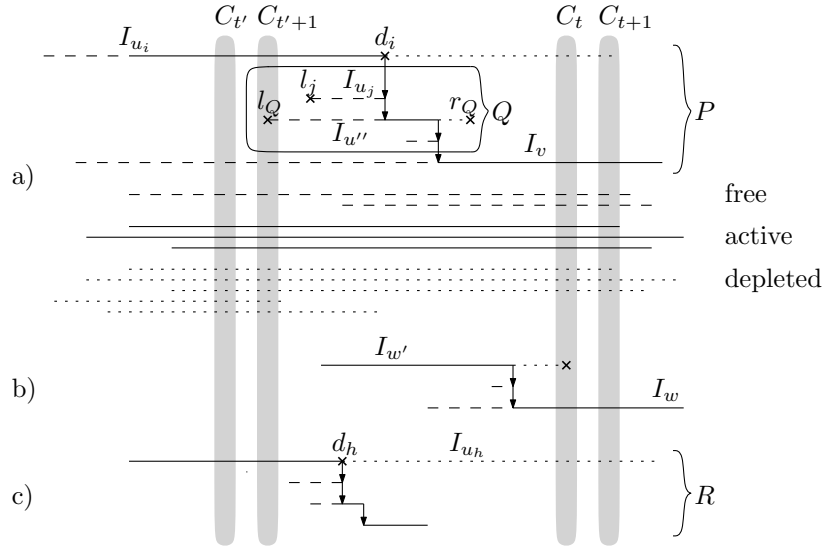 C_{t'} C_{t'+1} C_t C_{t+1}
I_{u_i} d_i
l_j I_{u_j}
l_Q r_Q Q P
I_{u''} I_v
a)
free
active
depleted
I_{w'}
b) I_w
d_h I_{u_h}
c) R